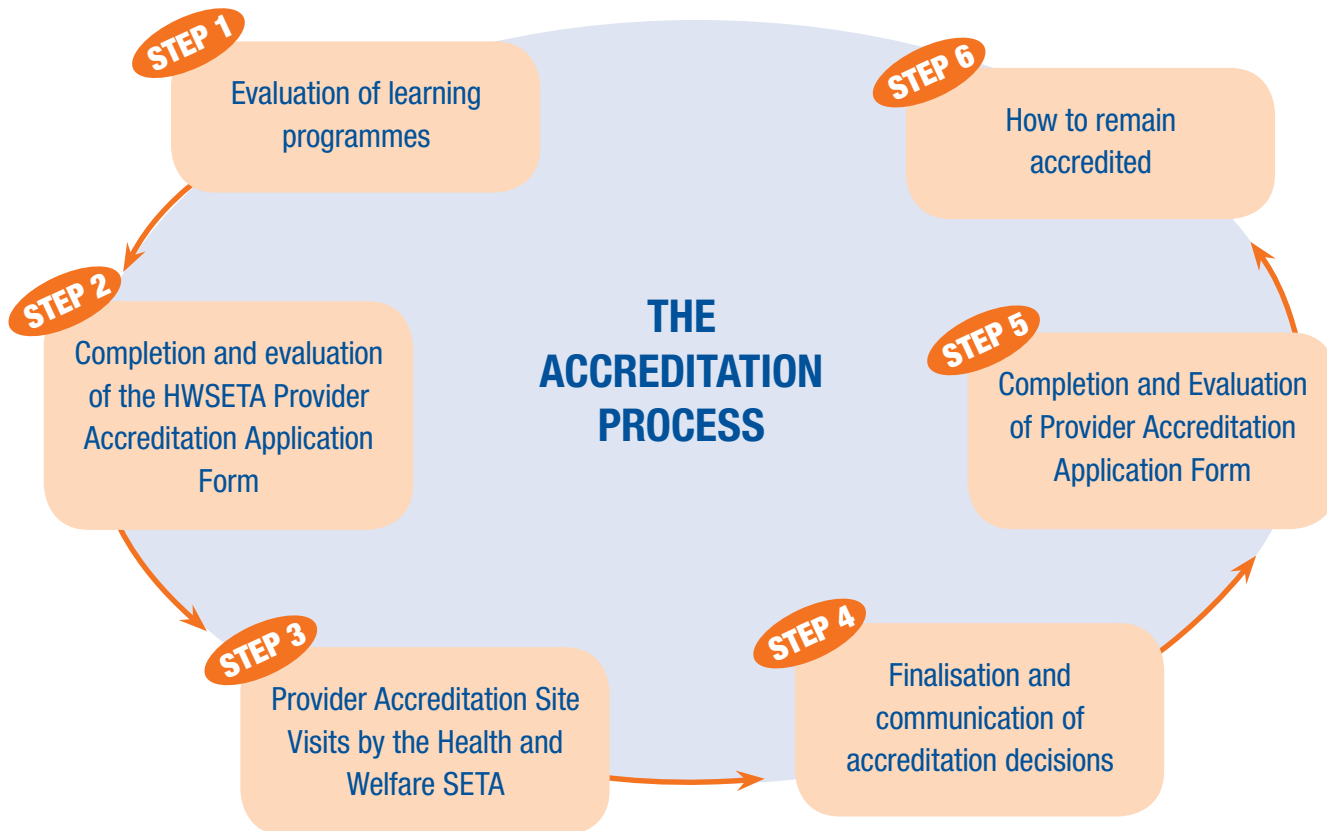 THE
ACCREDITATION
PROCESS
STEP 1
Evaluation of learning
programmes
STEP 2
Completion and evaluation
of the HWSETA Provider
Accreditation Application
Form
STEP 3
Provider Accreditation Site
Visits by the Health and
Welfare SETA
STEP 4
Finalisation and
communication of
accreditation decisions
STEP 5
Completion and Evaluation
of Provider Accreditation
Application Form
STEP 6
How to remain
accredited